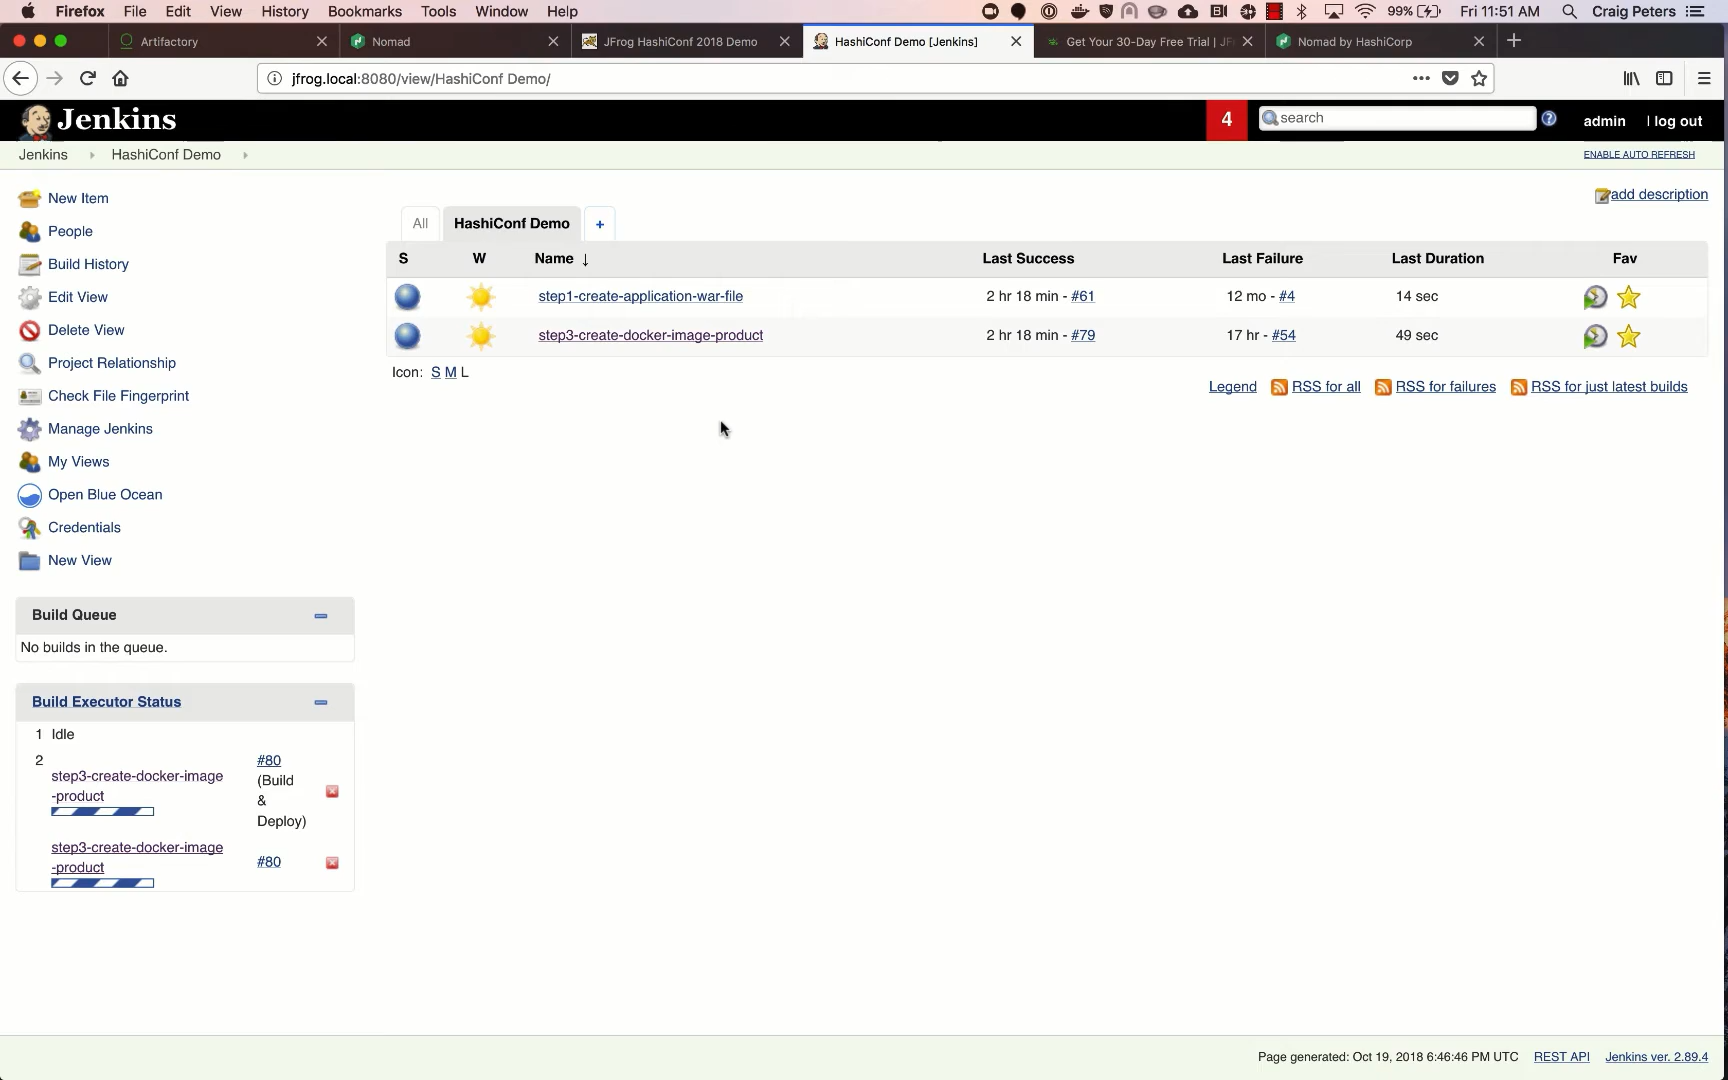 Firefox File Edit View History Bookmarks Tools Window Help 99% Fri 11:51 AM Craig Peters
Artifactory Nomad JFrog HashiConf 2018 Demo HashiConf Demo [Jenkins] Get Your 30-Day Free Trial | JF Nomad by HashiCorp
jfrog.local:8080/view/HashiConf Demo/
Jenkins 4 search admin | log out
Jenkins HashiConf Demo ENABLE AUTO REFRESH
add description
New Item
People
Build History
Edit View
Delete View
Project Relationship
Check File Fingerprint
Manage Jenkins
My Views
Open Blue Ocean
Credentials
New View
Build Queue
No builds in the queue.
Build Executor Status
1 Idle
2
step3-create-docker-image
-product
#80
(Build
&
Deploy)
step3-create-docker-image
-product
#80
All HashiConf Demo +
S W Name ↓ Last Success Last Failure Last Duration Fav
step1-create-application-war-file 2 hr 18 min - #61 12 mo - #4 14 sec
step3-create-docker-image-product 2 hr 18 min - #79 17 hr - #54 49 sec
Icon: S M L
Legend RSS for all RSS for failures RSS for just latest builds
Page generated: Oct 19, 2018 6:46:46 PM UTC REST API Jenkins ver. 2.89.4